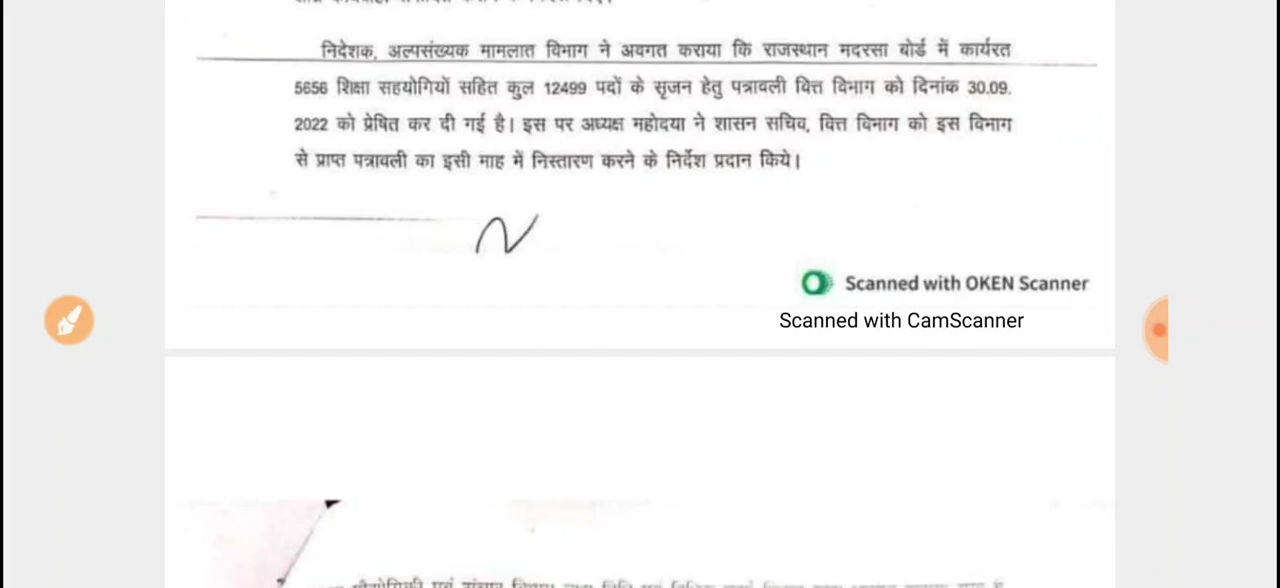 निदेशक, अल्पसंख्यक मामलात विभाग ने अवगत कराया कि राजस्थान मदरसा बोर्ड में कार्यरत
5656 शिक्षा सहयोगियों सहित कुल 12499 पदों के सृजन हेतु पत्रावली वित्त विभाग को दिनांक 30.09.
2022 को प्रेषित कर दी गई है। इस पर अध्यक्ष महोदया ने शासन सचिव, वित्त विभाग को इस विभाग
से प्राप्त पत्रावली का इसी माह में निस्तारण करने के निर्देश प्रदान किये।
Scanned with OKEN Scanner
Scanned with CamScanner